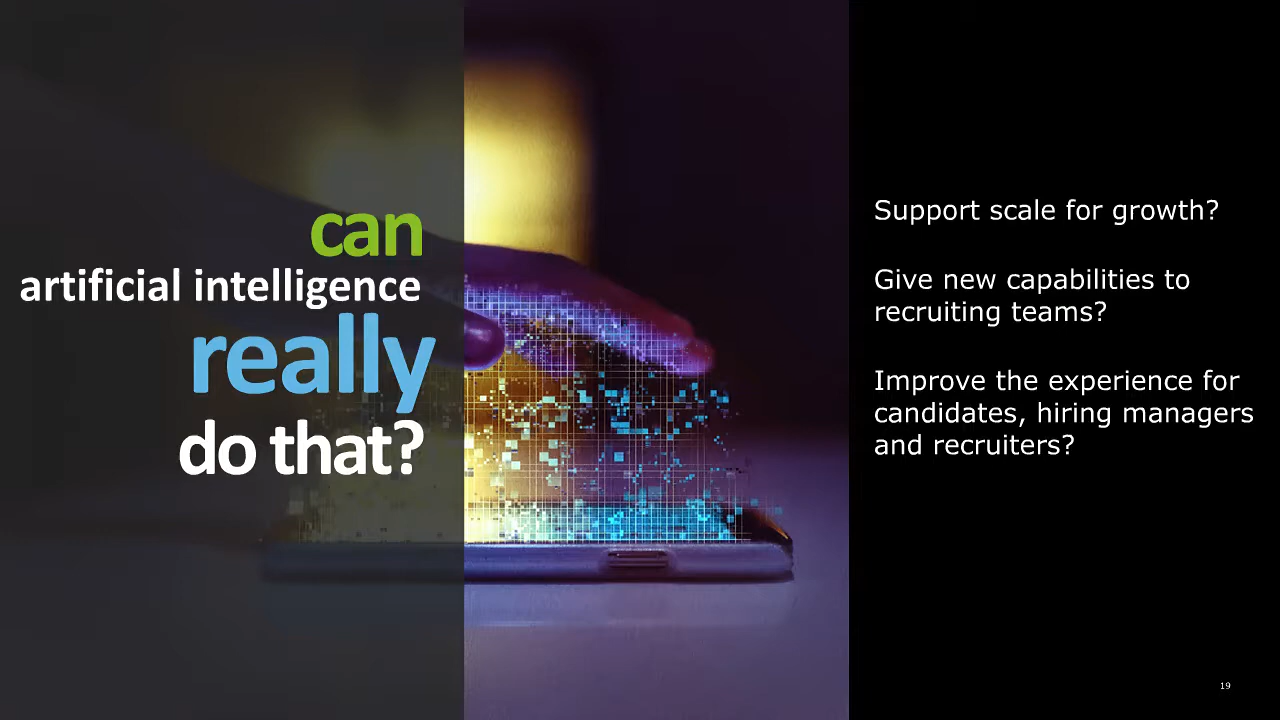 can
artificial intelligence
really
do that?
Support scale for growth?
Give new capabilities to
recruiting teams?
Improve the experience for
candidates, hiring managers
and recruiters?
19